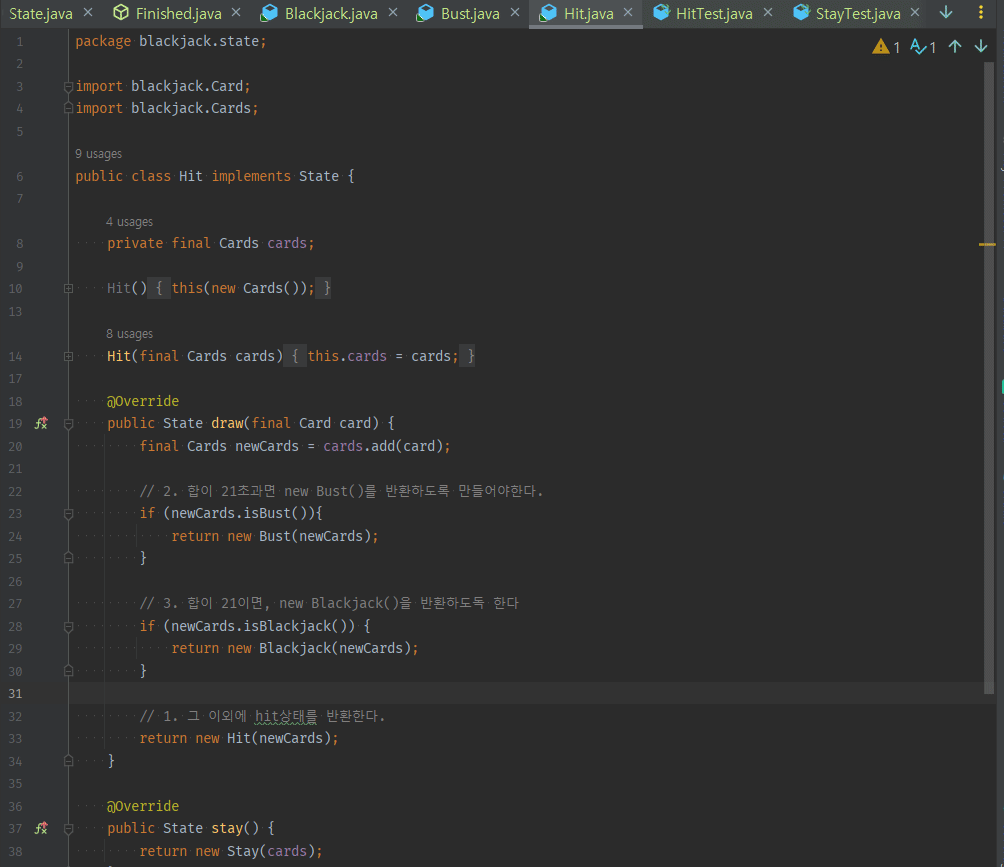 State.java Finished.java Blackjack.java Bust.java Hit.java HitTest.java StayTest.java
1 package blackjack.state; 1 1
2
3 import blackjack.Card;
4 import blackjack.Cards;
5
9 usages
6 public class Hit implements State {
7
4 usages
8 private final Cards cards;
9
10 Hit() { this(new Cards()); }
13
8 usages
14 Hit(final Cards cards) { this.cards = cards; }
17
18 @Override
19 public State draw(final Card card) {
20 final Cards newCards = cards.add(card);
21
22 // 2. 합이 21초과면 new Bust()를 반환하도록 만들어야한다.
23 if (newCards.isBust()){
24 return new Bust(newCards);
25 }
26
27 // 3. 합이 21이면, new Blackjack()을 반환하도독 한다
28 if (newCards.isBlackjack()) {
29 return new Blackjack(newCards);
30 }
31
32 // 1. 그 이외에 hit상태를 반환한다.
33 return new Hit(newCards);
34 }
35
36 @Override
37 public State stay() {
38 return new Stay(cards);